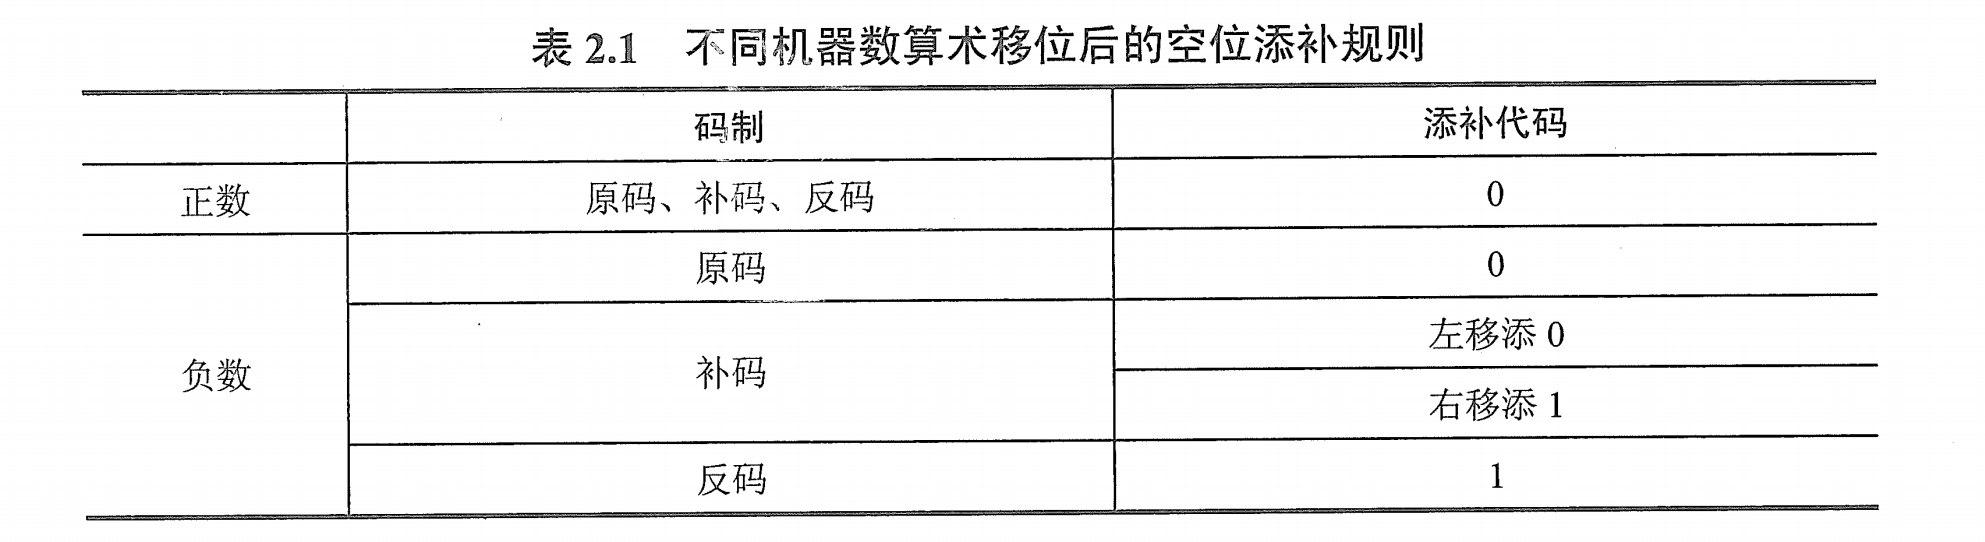 表 2.1 不同机器数算术移位后的空位添补规则
码制 添补代码
正数 原码、补码、反码 0
负数 原码 0
补码 左移添 0
右移添 1
反码 1